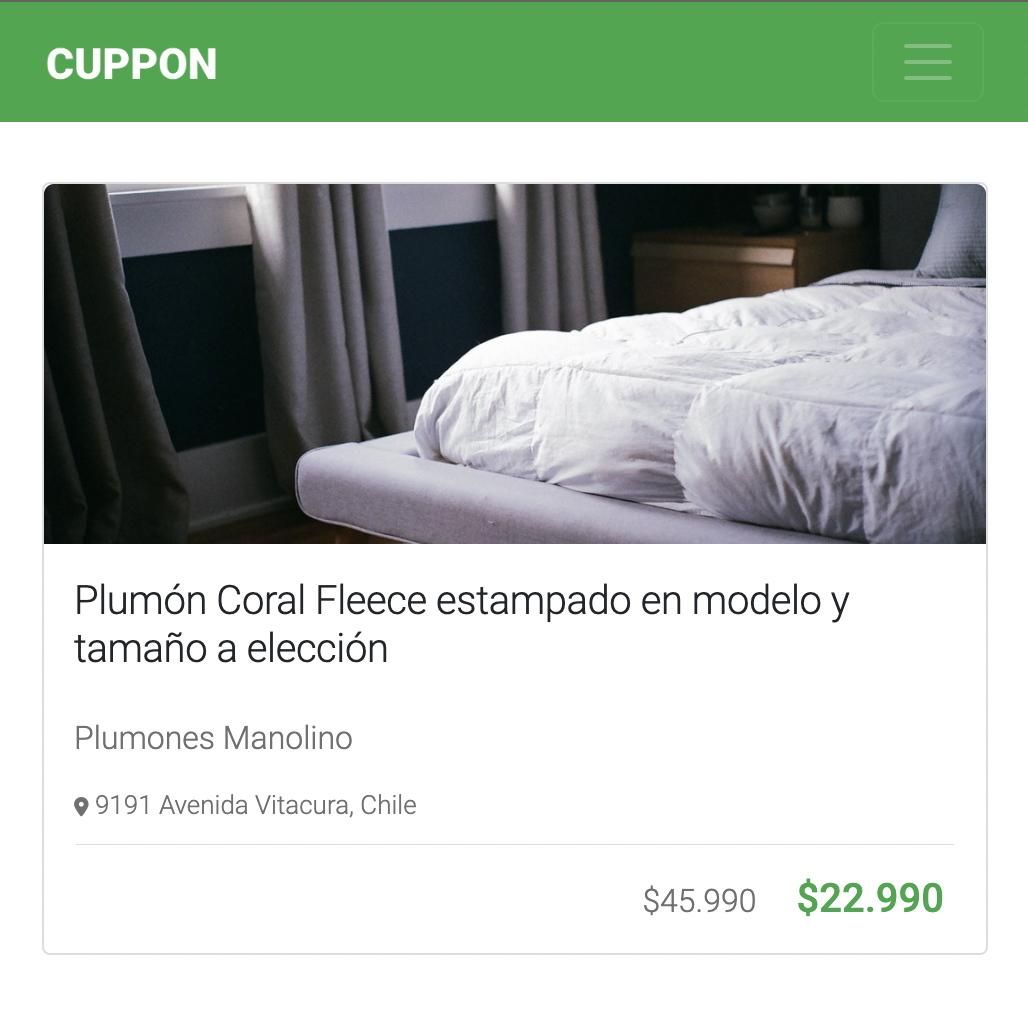 CUPPON
Plumón Coral Fleece estampado en modelo y
tamaño a elección
Plumones Manolino
9191 Avenida Vitacura, Chile
$45.990 $22.990